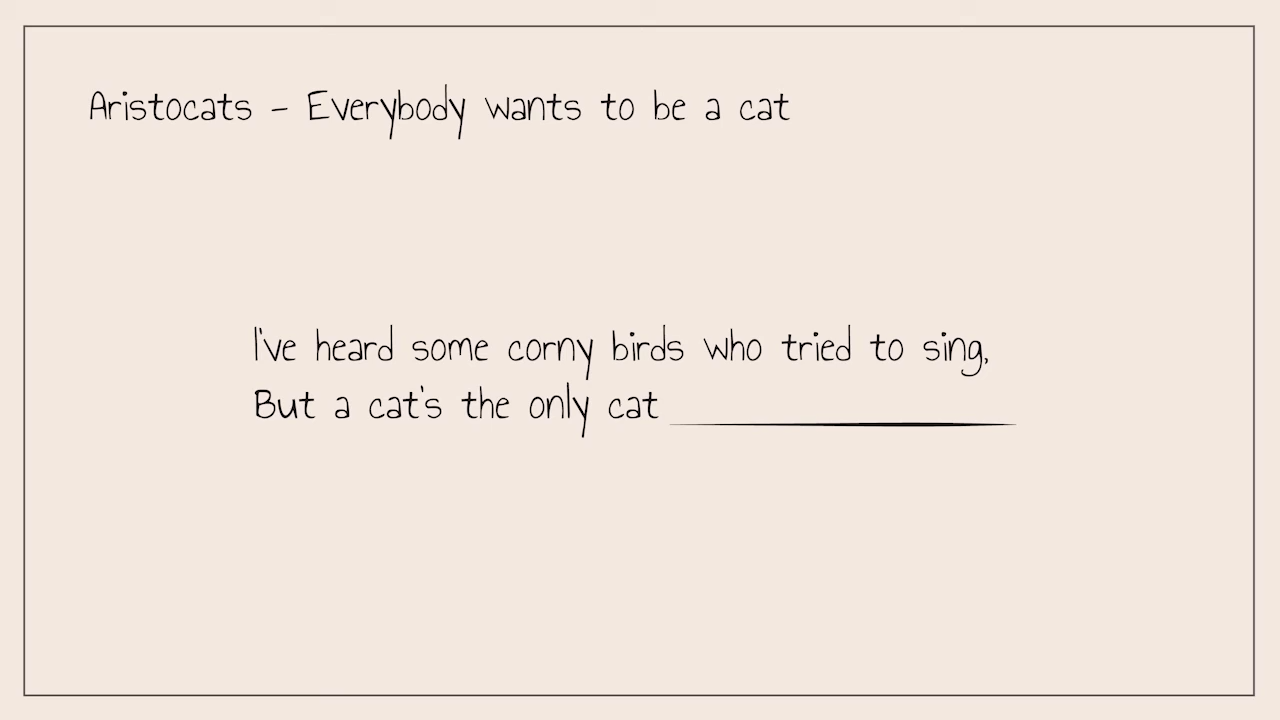 Aristocats - Everybody wants to be a cat
I've heard some corny birds who tried to sing,
But a cat's the only cat